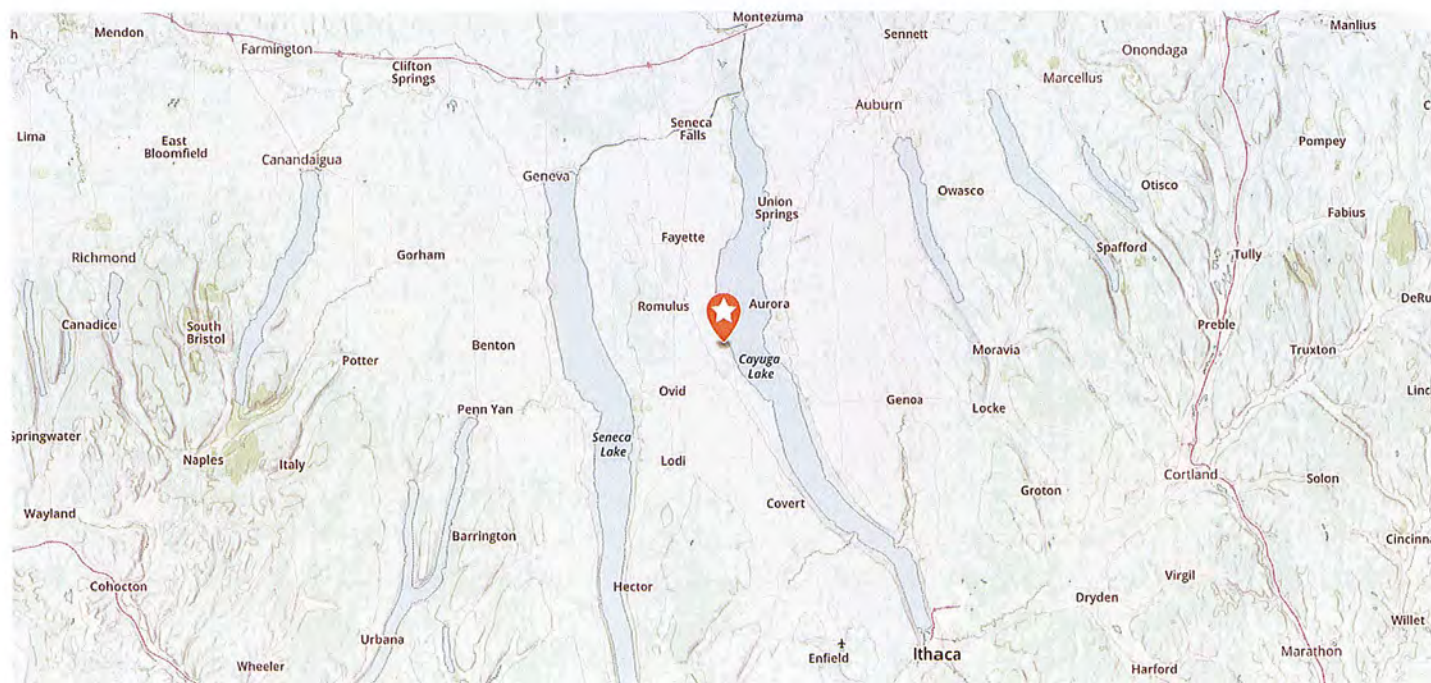 Montezuma
Manlius
Mendon
Sennett
Farmington
Onondaga
Clifton
Springs
Marcellus
Auburn
Seneca
Falls
Lima
East
Bloomfield
Pompey
Canandaigua
Geneva
Otisco
Owasco
Union
Springs
Fabius
Fayette
Spafford
Gorham
Tully
Richmond
Romulus
Aurora
DeRu
Canadice
South
Bristol
Preble
Benton
Moravia
Truxton
Potter
Cayuga
Lake
Ovid
Linc
Genoa
Penn Yan
Locke
Springwater
Seneca
Lake
Naples
Italy
Lodi
Cortland
Solon
Groton
Covert
Wayland
Barrington
Cincinna
Virgil
Cohocton
Hector
Dryden
Willet
Urbana
Ithaca
Enfield
Marathon
Wheeler
Harford